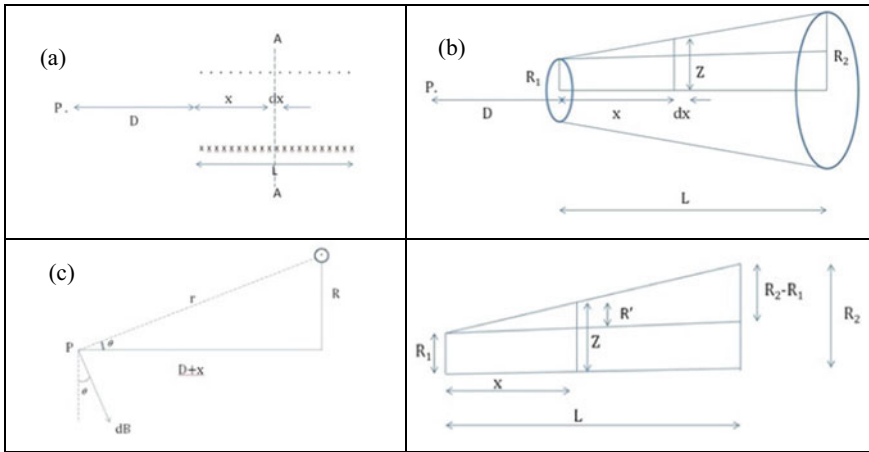 (a)
A
x
dx
P.
D
x x x x x x x x x x x x x x x x x x x
L
A
(b)
R₁
Z
R₂
P.
D
x
dx
L
(c)
r
R
P
θ
D+x
θ
dB
R₁
Z
R'
R₂-R₁
R₂
x
L